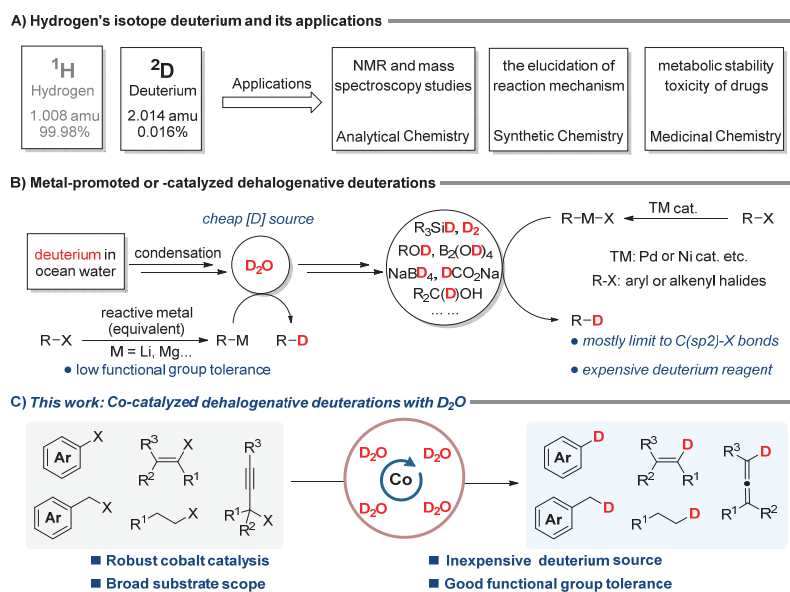 A) Hydrogen's isotope deuterium and its applications
¹H
Hydrogen
1.008 amu
99.98%
²D
Deuterium
2.014 amu
0.016%
Applications
NMR and mass
spectroscopy studies
Analytical Chemistry
the elucidation of
reaction mechanism
Synthetic Chemistry
metabolic stability
toxicity of drugs
Medicinal Chemistry
B) Metal-promoted or -catalyzed dehalogenative deuterations
deuterium in
ocean water
condensation
cheap [D] source
D₂O
R–X
reactive metal
(equivalent)
M = Li, Mg...
R–M
R–D
● low functional group tolerance
R₃SiD, D₂
ROD, B₂(OD)₄
NaBD₄, DCO₂Na
R₂C(D)OH
... ...
R–M–X
TM cat.
R–X
TM: Pd or Ni cat. etc.
R-X: aryl or alkenyl halides
R–D
● mostly limit to C(sp2)-X bonds
● expensive deuterium reagent
C) This work: Co-catalyzed dehalogenative deuterations with D₂O
Ar
X
R³
X
R²
R¹
R³
R¹
R²
X
Ar
X
R¹
X
D₂O
D₂O
Co
D₂O
D₂O
Ar
D
R³
D
R²
R¹
R³
D
R¹
R²
Ar
D
R¹
D
■ Robust cobalt catalysis
■ Broad substrate scope
■ Inexpensive deuterium source
■ Good functional group tolerance